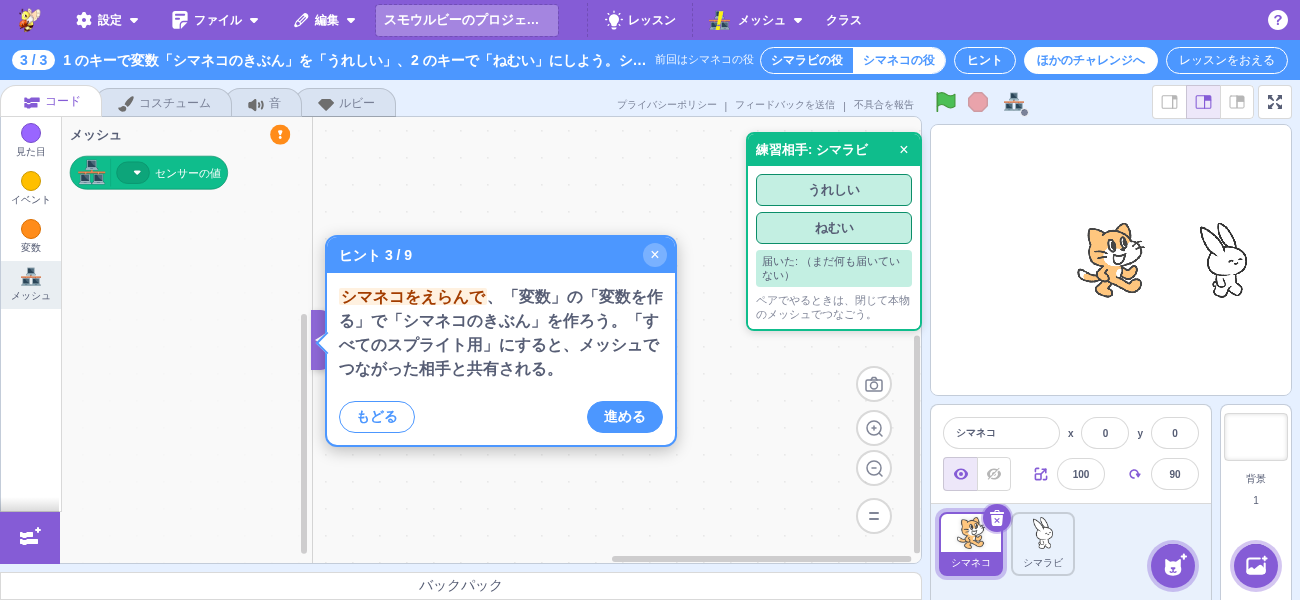 設定
ファイル
編集
スモウルビーのプロジェ…
レッスン
メッシュ
クラス
?
3 / 3
1 のキーで変数「シマネコのきぶん」を「うれしい」、2 のキーで「ねむい」にしよう。シ…
前回はシマネコの役
シマラビの役
シマネコの役
ヒント
ほかのチャレンジへ
レッスンをおえる
コード
コスチューム
音
ルビー
プライバシーポリシー | フィードバックを送信 | 不具合を報告
見た目
イベント
変数
メッシュ
メッシュ
センサーの値
練習相手: シマラビ
×
うれしい
ねむい
届いた: （まだ何も届いてい
ない）
ペアでやるときは、閉じて本物
のメッシュでつなごう。
ヒント 3 / 9
×
シマネコをえらんで、「変数」の「変数を作
る」で「シマネコのきぶん」を作ろう。「す
べてのスプライト用」にすると、メッシュで
つながった相手と共有される。
もどる
進める
シマネコ
x
0
y
0
100
90
シマネコ
シマラビ
背景
1
バックパック